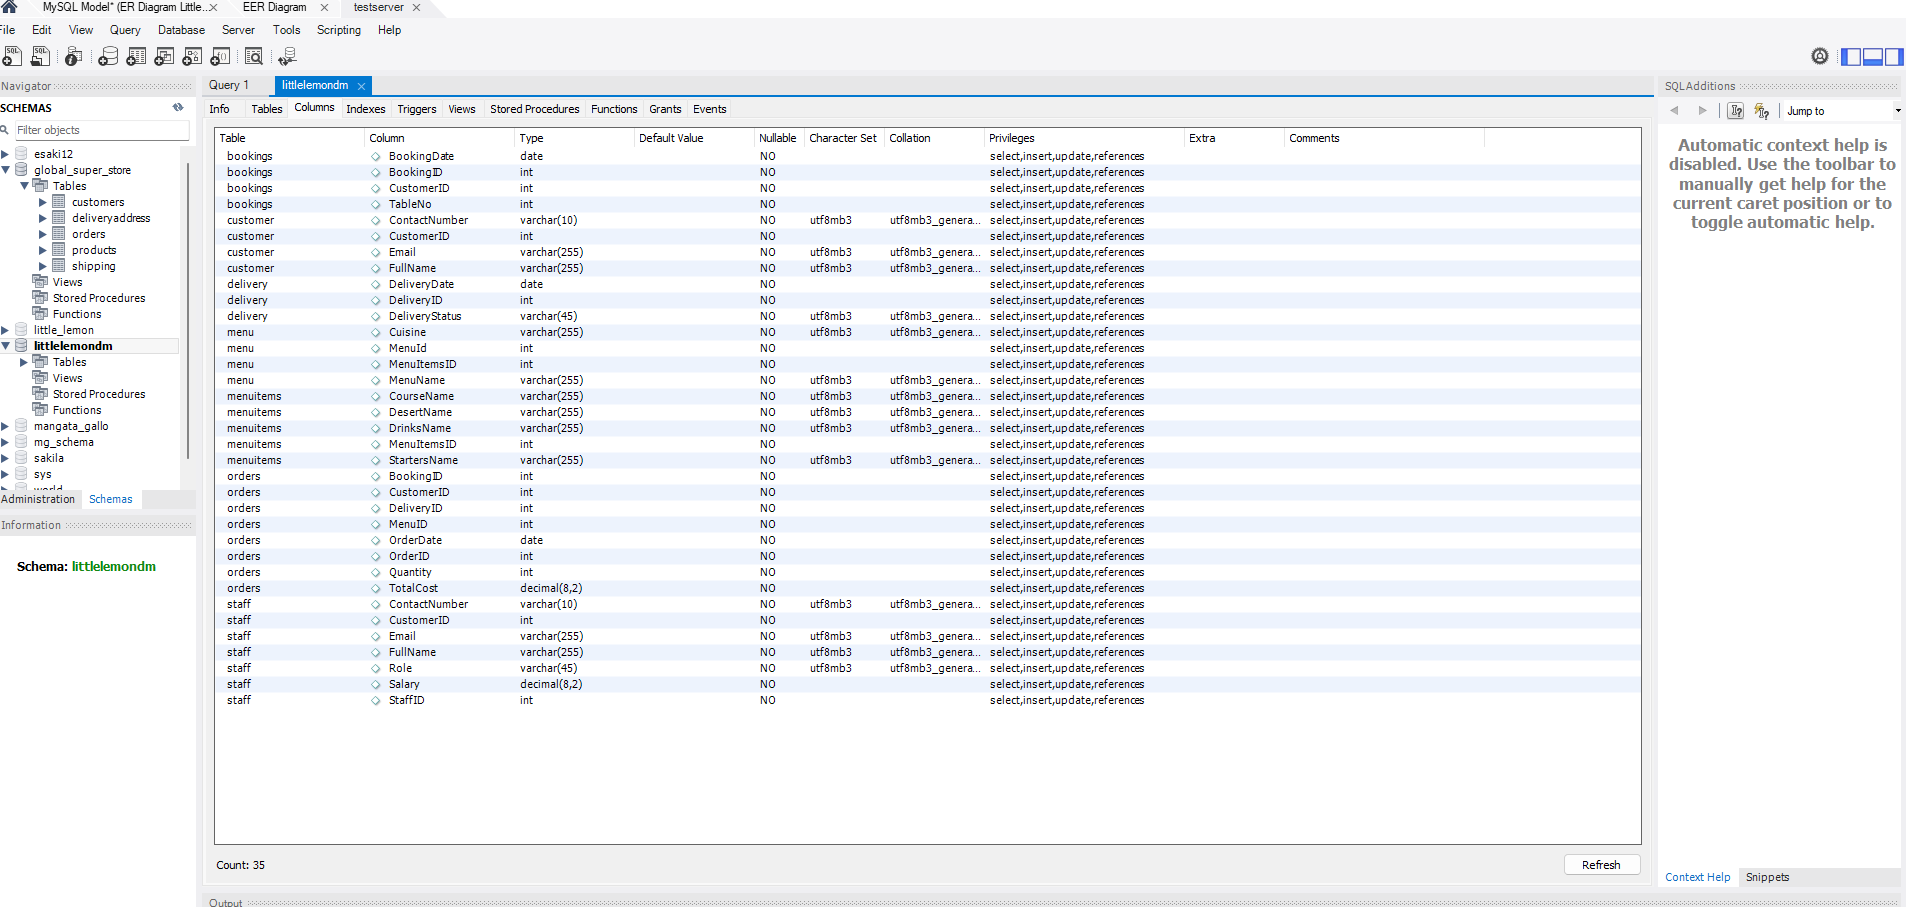 MySQL Model* (ER Diagram Little... EER Diagram testserver
File Edit View Query Database Server Tools Scripting Help
Navigator
SCHEMAS
Filter objects
esaki12
global_super_store
Tables
customers
deliveryaddress
orders
products
shipping
Views
Stored Procedures
Functions
little_lemon
littlelemondm
Tables
Views
Stored Procedures
Functions
mangata_gallo
mg_schema
sakila
sys
world
Administration Schemas
Information
Schema: littlelemondm
Query 1 littlelemondm
Info Tables Columns Indexes Triggers Views Stored Procedures Functions Grants Events
Table Column Type Default Value Nullable Character Set Collation Privileges Extra Comments
bookings BookingDate date NO select,insert,update,references
bookings BookingID int NO select,insert,update,references
bookings CustomerID int NO select,insert,update,references
bookings TableNo int NO select,insert,update,references
customer ContactNumber varchar(10) NO utf8mb3 utf8mb3_genera... select,insert,update,references
customer CustomerID int NO select,insert,update,references
customer Email varchar(255) NO utf8mb3 utf8mb3_genera... select,insert,update,references
customer FullName varchar(255) NO utf8mb3 utf8mb3_genera... select,insert,update,references
delivery DeliveryDate date NO select,insert,update,references
delivery DeliveryID int NO select,insert,update,references
delivery DeliveryStatus varchar(45) NO utf8mb3 utf8mb3_genera... select,insert,update,references
menu Cuisine varchar(255) NO utf8mb3 utf8mb3_genera... select,insert,update,references
menu MenuId int NO select,insert,update,references
menu MenuItemsID int NO select,insert,update,references
menu MenuName varchar(255) NO utf8mb3 utf8mb3_genera... select,insert,update,references
menuitems CourseName varchar(255) NO utf8mb3 utf8mb3_genera... select,insert,update,references
menuitems DesertName varchar(255) NO utf8mb3 utf8mb3_genera... select,insert,update,references
menuitems DrinksName varchar(255) NO utf8mb3 utf8mb3_genera... select,insert,update,references
menuitems MenuItemsID int NO select,insert,update,references
menuitems StartersName varchar(255) NO utf8mb3 utf8mb3_genera... select,insert,update,references
orders BookingID int NO select,insert,update,references
orders CustomerID int NO select,insert,update,references
orders DeliveryID int NO select,insert,update,references
orders MenuID int NO select,insert,update,references
orders OrderDate date NO select,insert,update,references
orders OrderID int NO select,insert,update,references
orders Quantity int NO select,insert,update,references
orders TotalCost decimal(8,2) NO select,insert,update,references
staff ContactNumber varchar(10) NO utf8mb3 utf8mb3_genera... select,insert,update,references
staff CustomerID int NO select,insert,update,references
staff Email varchar(255) NO utf8mb3 utf8mb3_genera... select,insert,update,references
staff FullName varchar(255) NO utf8mb3 utf8mb3_genera... select,insert,update,references
staff Role varchar(45) NO utf8mb3 utf8mb3_genera... select,insert,update,references
staff Salary decimal(8,2) NO select,insert,update,references
staff StaffID int NO select,insert,update,references
Count: 35 Refresh
Output
SQLAdditions
Jump to
Automatic context help is
disabled. Use the toolbar to
manually get help for the
current caret position or to
toggle automatic help.
Context Help Snippets